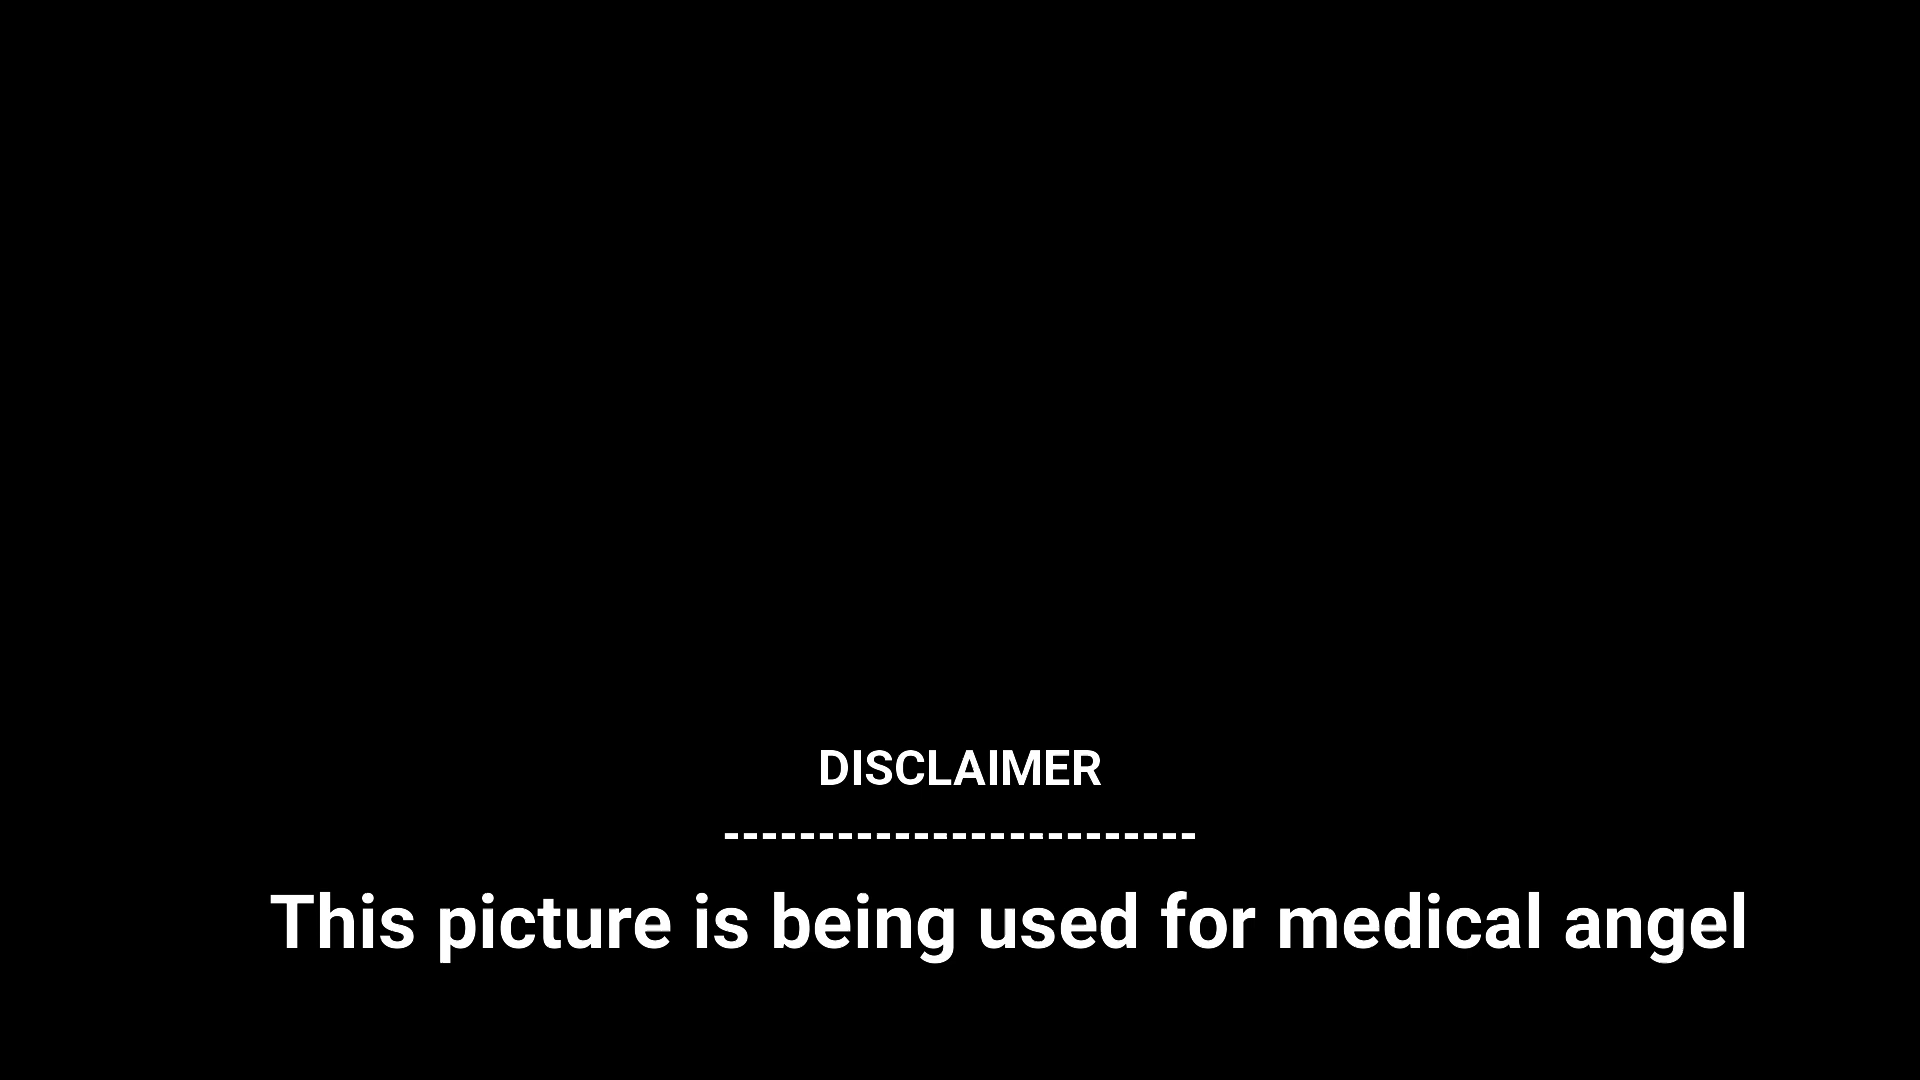 DISCLAIMER
-------------------------
This picture is being used for medical angel